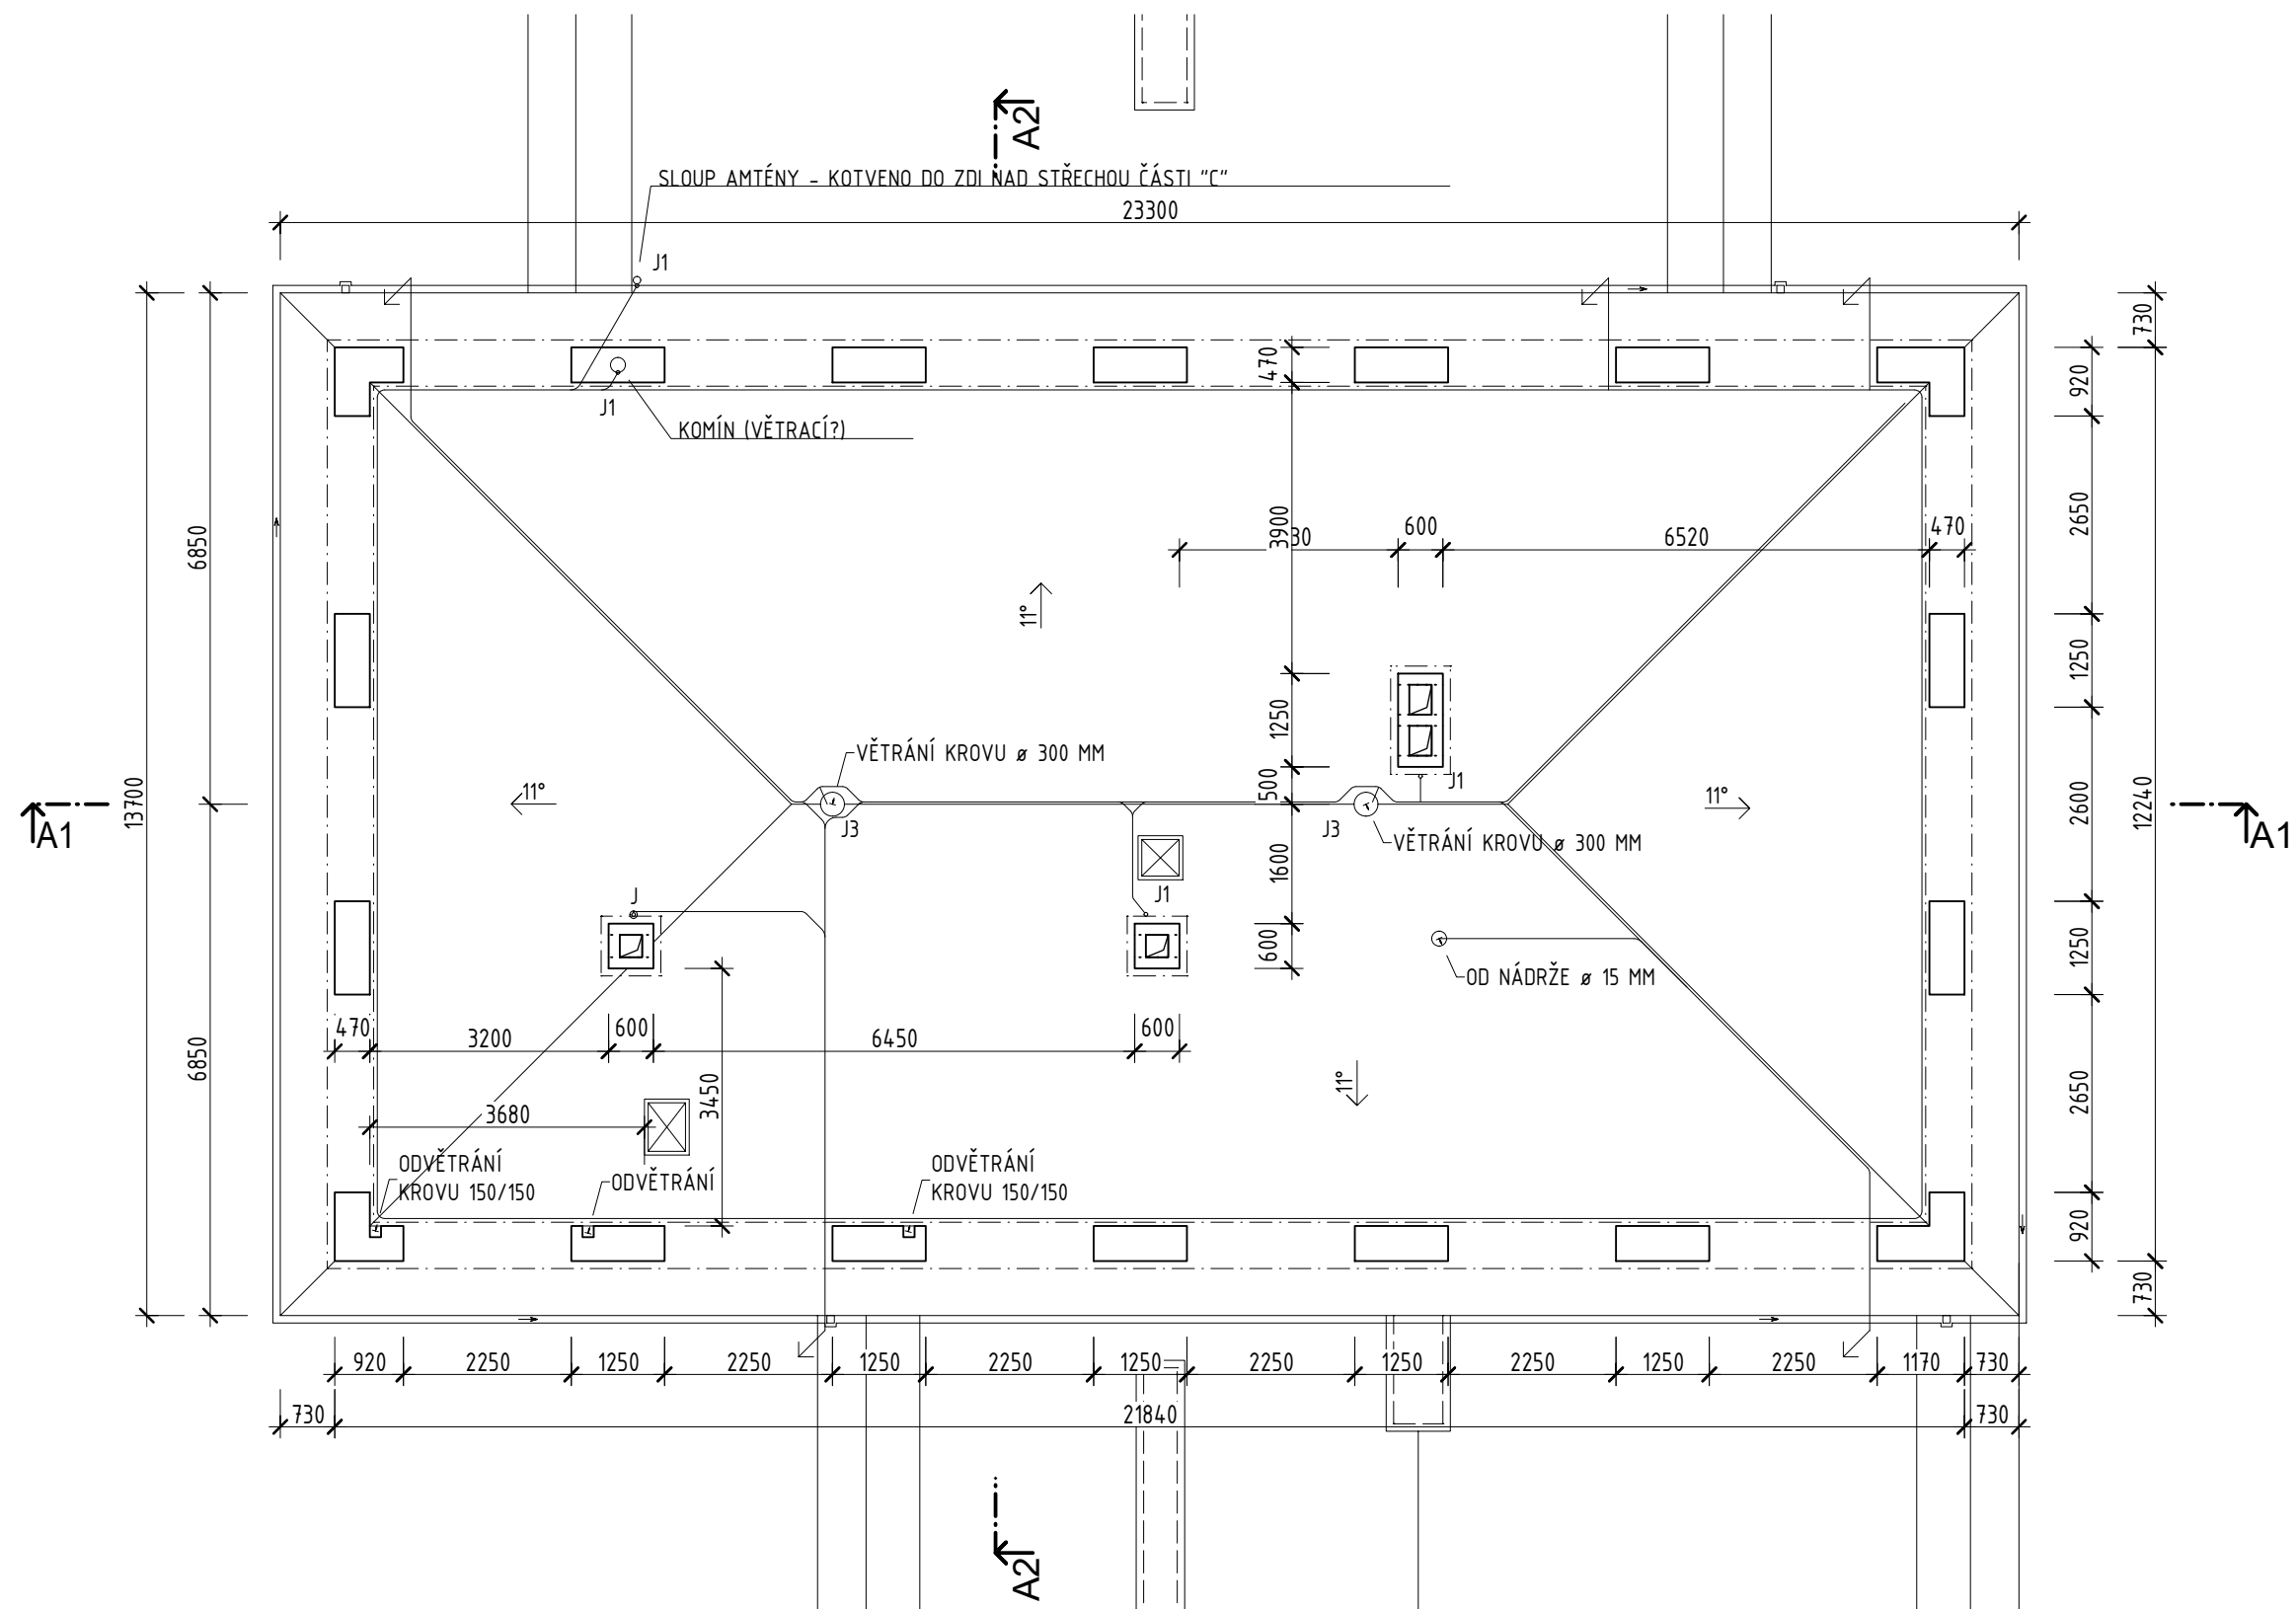 A2
SLOUP AMTÉNY - KOTVENO DO ZDI NAD STŘECHOU ČÁSTI "C"
23300
J1
730
470
920
J1
KOMÍN (VĚTRACÍ?)
6850
3900
600
6520
470
2650
11°
1250
1250
VĚTRÁNÍ KROVU ø 300 MM
J1
13700
11°
500
11°
2600
12240
A1
J3
J3
VĚTRÁNÍ KROVU ø 300 MM
A1
1600
J
J1
600
1250
OD NÁDRŽE ø 15 MM
470
3200
600
6450
600
6850
3450
11°
2650
3680
ODVĚTRÁNÍ
KROVU 150/150
ODVĚTRÁNÍ
ODVĚTRÁNÍ
KROVU 150/150
920
730
920
2250
1250
2250
1250
2250
1250
2250
1250
2250
1250
2250
1170
730
730
21840
730
A2